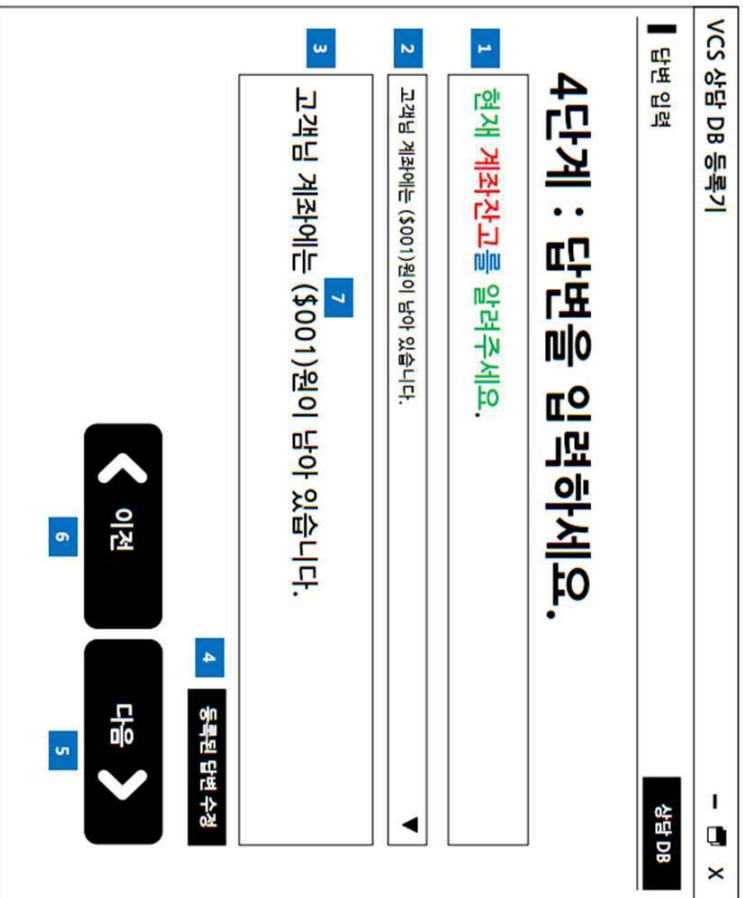 VCS 상담 DB 등록기 - X
답변 입력 상담 DB
4단계 : 답변을 입력하세요.
1 현재 계좌잔고를 알려주세요.
2 고객님 계좌에는 ($001)원이 남아 있습니다. ▼
7
3 고객님 계좌에는 ($001)원이 남아 있습니다.
4 등록된 답변 수정
이전 다음
6 5